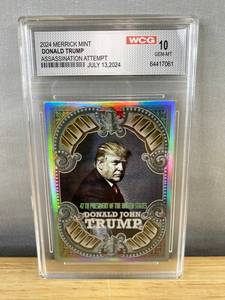 2024 MERRICK MINT
DONALD TRUMP
ASSASSINATION ATTEMPT
JULY 13,2024
WCG
10
GEM-MT
64417061
47TH PRESIDENT OF THE UNITED STATES
DONALD JOHN
TRUMP